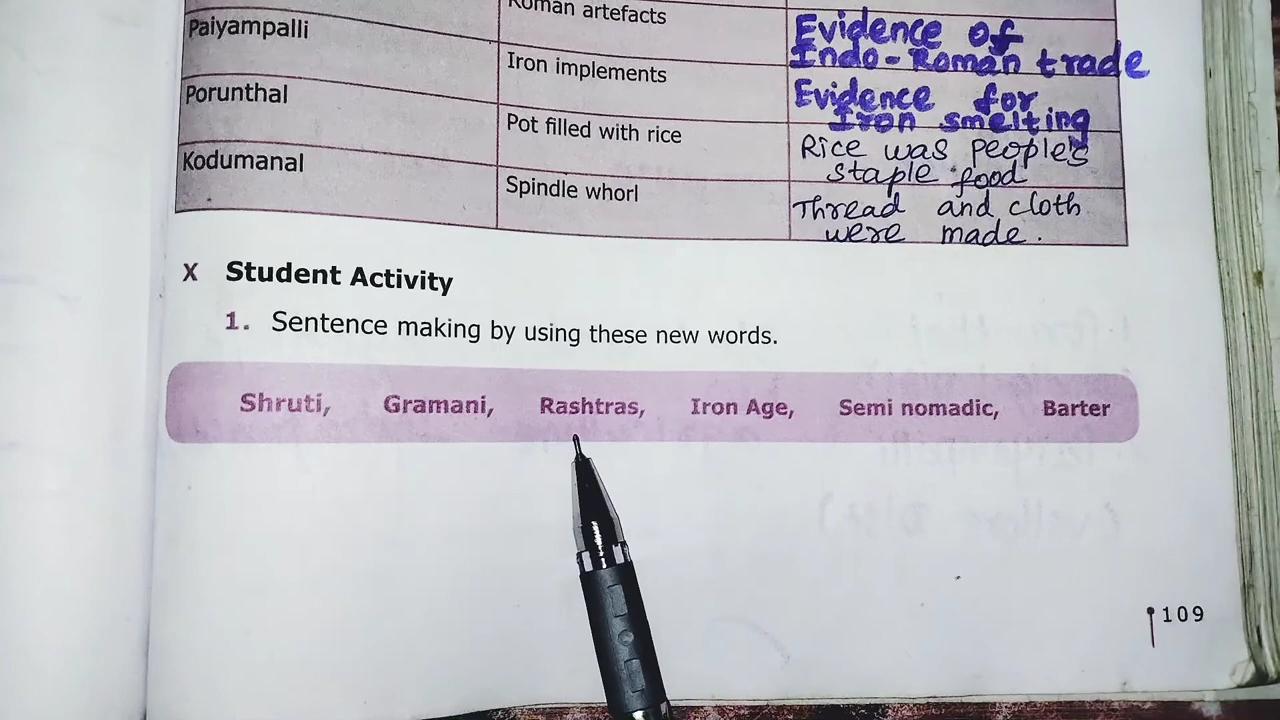 Roman artefacts
Evidence of
Indo-Roman trade
Paiyampalli
Iron implements
Evidence for
Iron smelting
Porunthal
Pot filled with rice
Rice was people's
staple food
Kodumanal
Spindle whorl
Thread and cloth
were made.
X Student Activity
1. Sentence making by using these new words.
Shruti, Gramani, Rashtras, Iron Age, Semi nomadic, Barter
109